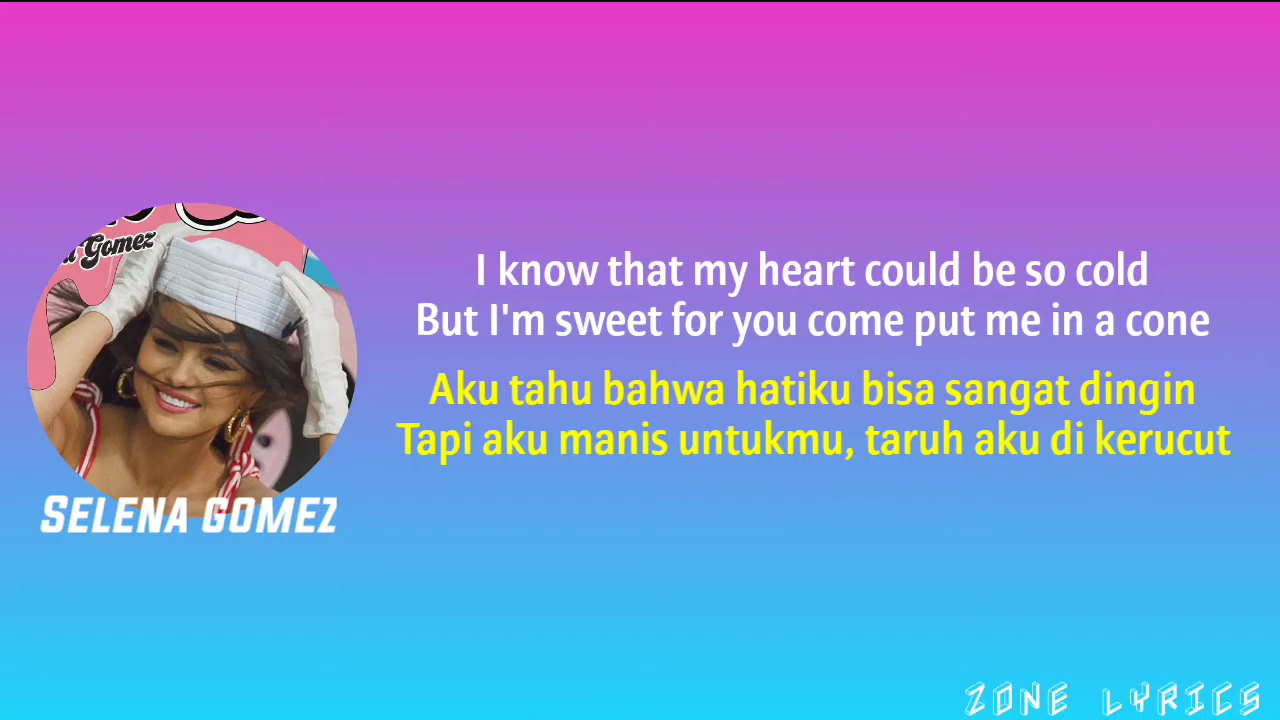 Gomez
I know that my heart could be so cold
But I'm sweet for you come put me in a cone
Aku tahu bahwa hatiku bisa sangat dingin
Tapi aku manis untukmu, taruh aku di kerucut
SELENA GOMEZ
ZONE LYRICS